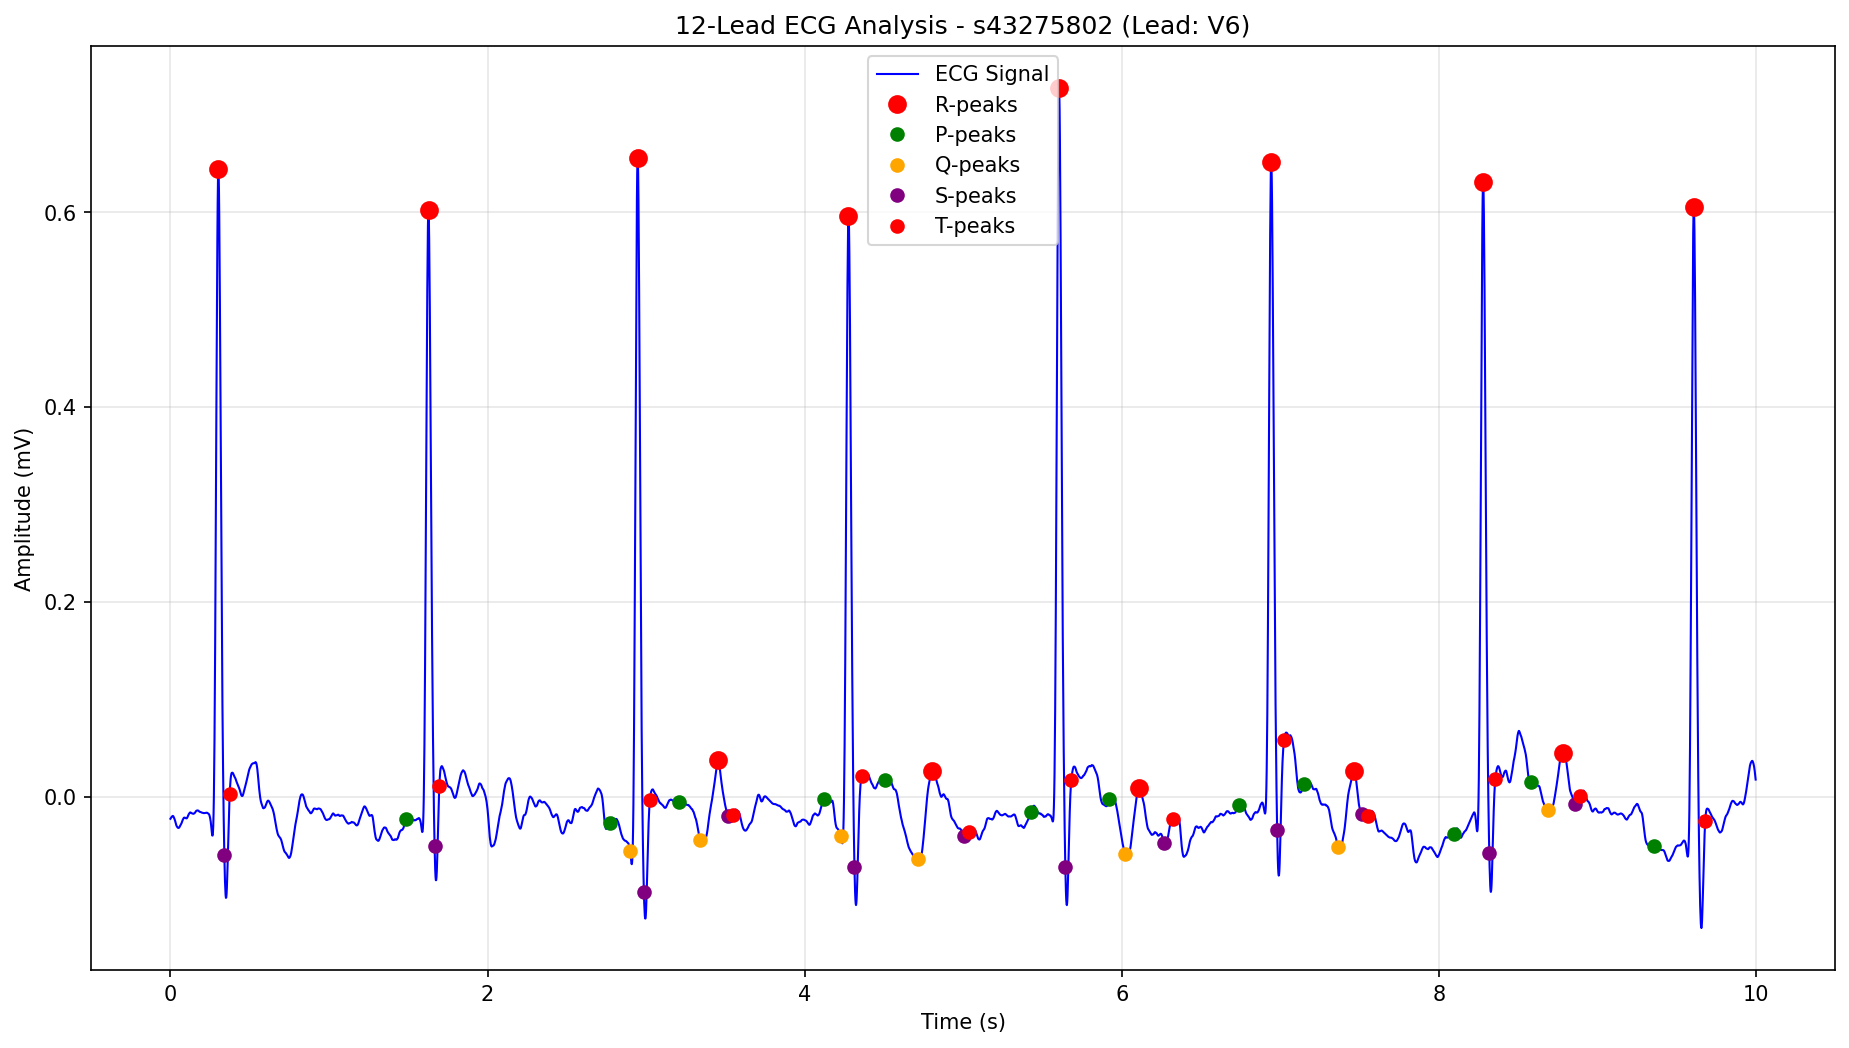 12-Lead ECG Analysis - s43275802 (Lead: V6)
ECG Signal
R-peaks
P-peaks
Q-peaks
S-peaks
T-peaks
Amplitude (mV)
0.6
0.4
0.2
0.0
0 2 4 6 8 10
Time (s)